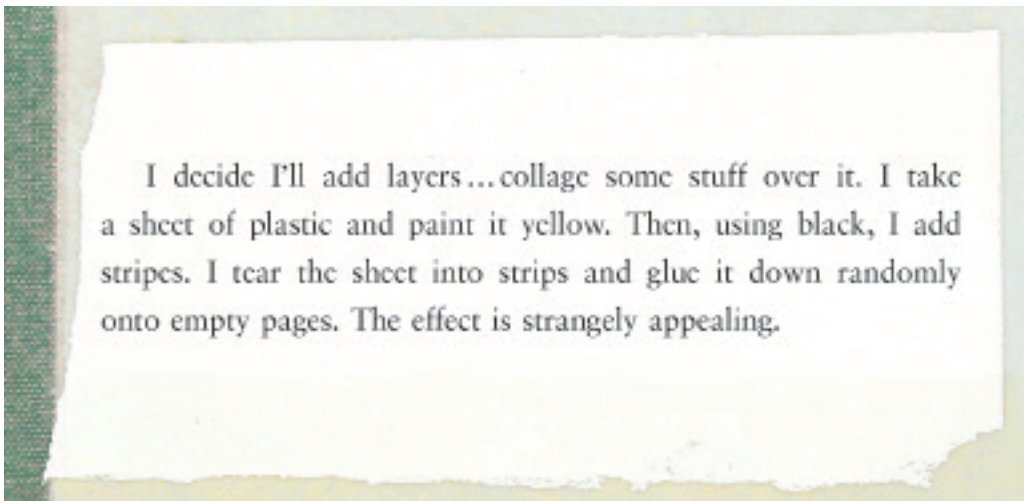 I decide I'll add layers...collage some stuff over it. I take
a sheet of plastic and paint it yellow. Then, using black, I add
stripes. I tear the sheet into strips and glue it down randomly
onto empty pages. The effect is strangely appealing.